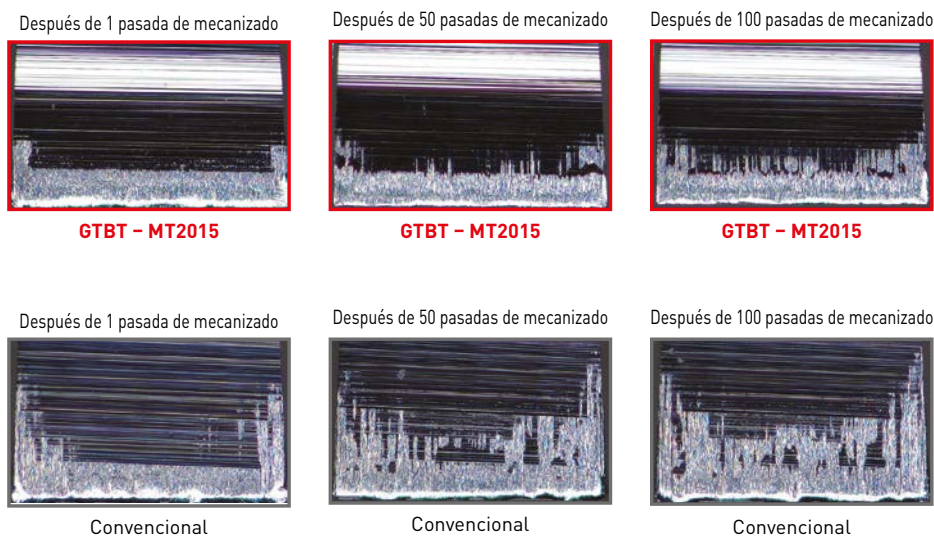 Después de 1 pasada de mecanizado
Después de 50 pasadas de mecanizado
Después de 100 pasadas de mecanizado
GTBT – MT2015
GTBT – MT2015
GTBT – MT2015
Después de 1 pasada de mecanizado
Después de 50 pasadas de mecanizado
Después de 100 pasadas de mecanizado
Convencional
Convencional
Convencional